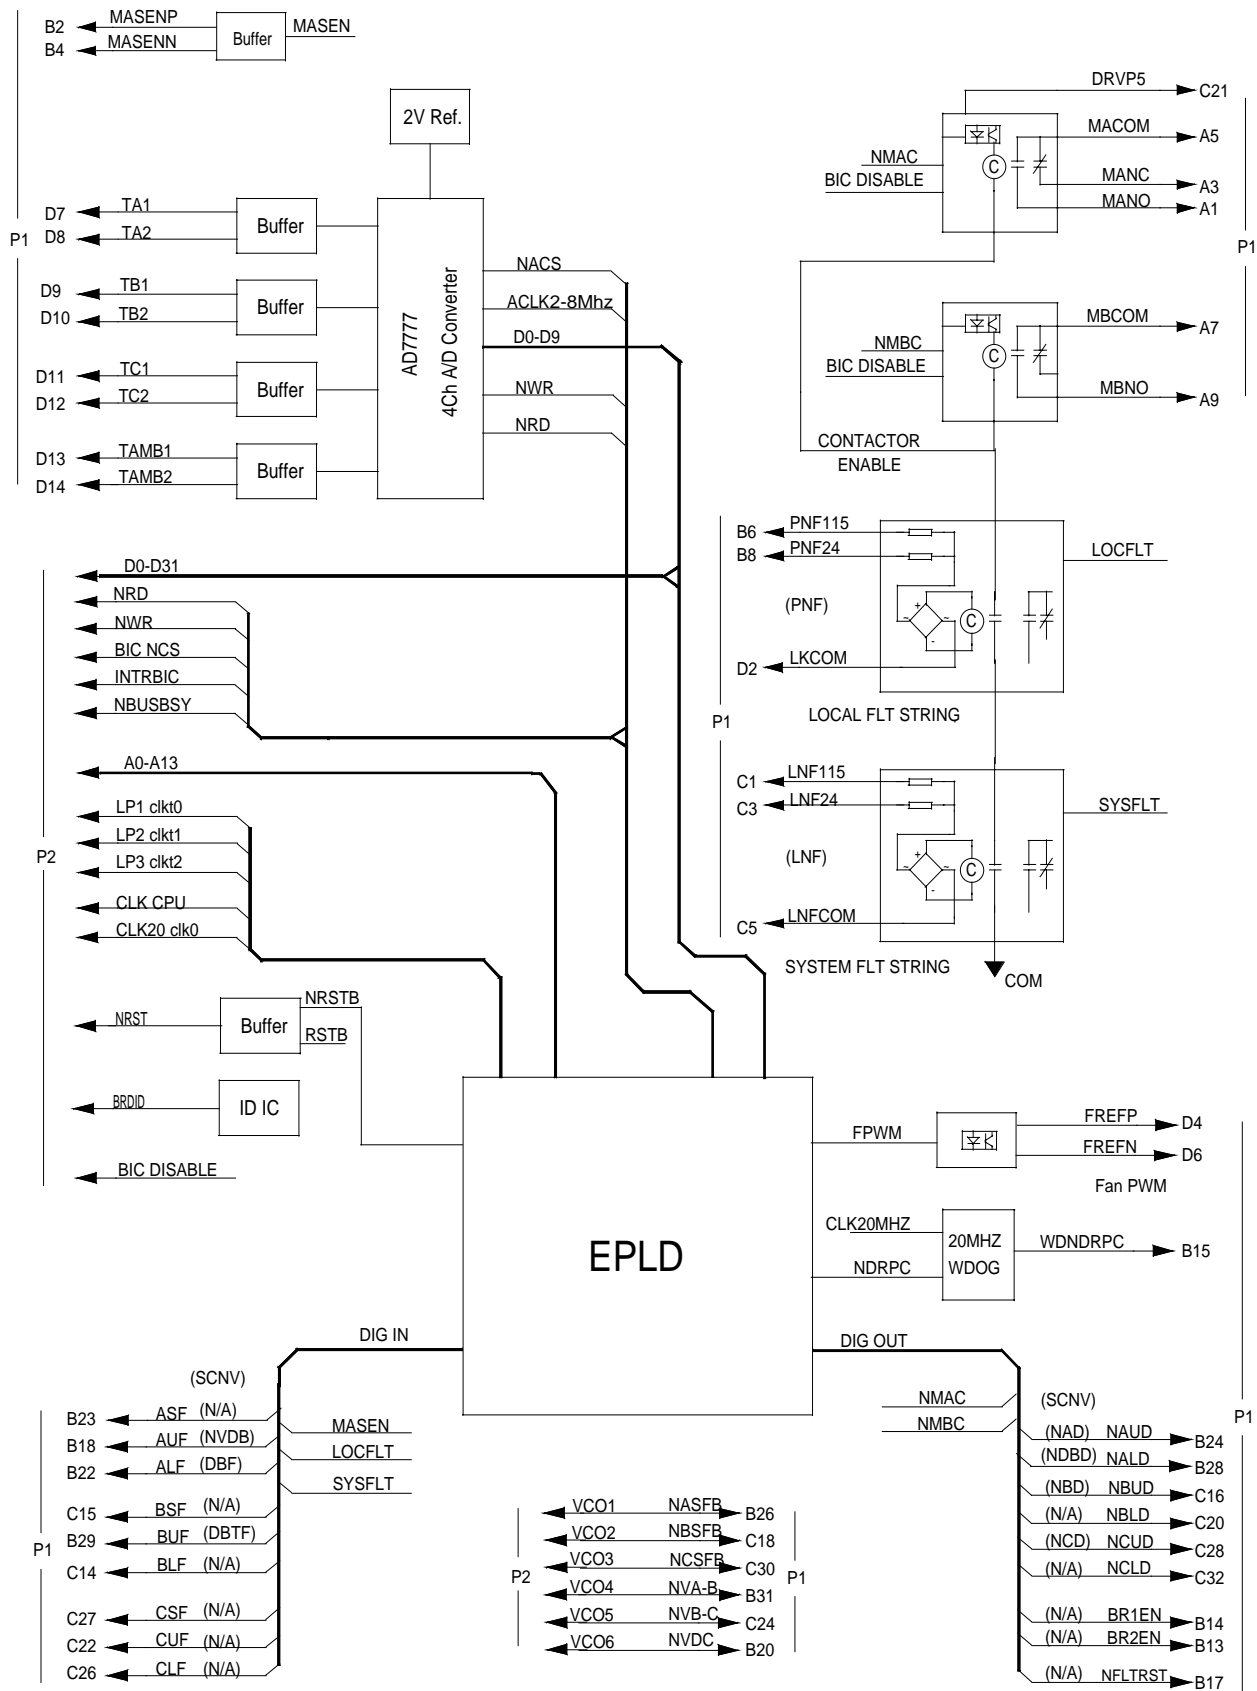 MASENP
B2
MASENN
B4
Buffer
MASEN
2V Ref.
P1
D7
TA1
D8
TA2
Buffer
D9
TB1
D10
TB2
Buffer
D11
TC1
D12
TC2
Buffer
D13
TAMB1
D14
TAMB2
Buffer
AD7777
4Ch A/D Converter
NACS
ACLK2-8Mhz
D0-D9
NWR
NRD
DRVP5
C21
MACOM
A5
NMAC
BIC DISABLE
C
MANC
A3
MANO
A1
P1
MBCOM
A7
NMBC
BIC DISABLE
C
MBNO
A9
CONTACTOR
ENABLE
B6
PNF115
B8
PNF24
LOCFLT
(PNF)
+
~
~
-
C
D2
LKCOM
LOCAL FLT STRING
P1
C1
LNF115
C3
LNF24
SYSFLT
(LNF)
+
~
~
-
C
C5
LNFCOM
SYSTEM FLT STRING
COM
D0-D31
NRD
NWR
BIC NCS
INTRBIC
NBUSBSY
A0-A13
LP1 clkt0
LP2 clkt1
P2
LP3 clkt2
CLK CPU
CLK20 clk0
NRST
Buffer
NRSTB
RSTB
BRDID
ID IC
BIC DISABLE
EPLD
FPWM
FREFP
D4
FREFN
D6
Fan PWM
CLK20MHZ
20MHZ
WDOG
NDRPC
WDNDRPC
B15
DIG IN
DIG OUT
(SCNV)
B23
ASF
(N/A)
B18
AUF
(NVDB)
B22
ALF
(DBF)
C15
BSF
(N/A)
B29
BUF
(DBTF)
P1
C14
BLF
(N/A)
C27
CSF
(N/A)
C22
CUF
(N/A)
C26
CLF
(N/A)
MASEN
LOCFLT
SYSFLT
VCO1
NASFB
B26
VCO2
NBSFB
C18
VCO3
NCSFB
C30
P2
P1
VCO4
NVA-B
B31
VCO5
NVB-C
C24
VCO6
NVDC
B20
NMAC
(SCNV)
NMBC
P1
(NAD)
NAUD
B24
(NDBD)
NALD
B28
(NBD)
NBUD
C16
(N/A)
NBLD
C20
(NCD)
NCUD
C28
(N/A)
NCLD
C32
(N/A)
BR1EN
B14
(N/A)
BR2EN
B13
(N/A)
NFLTRST
B17